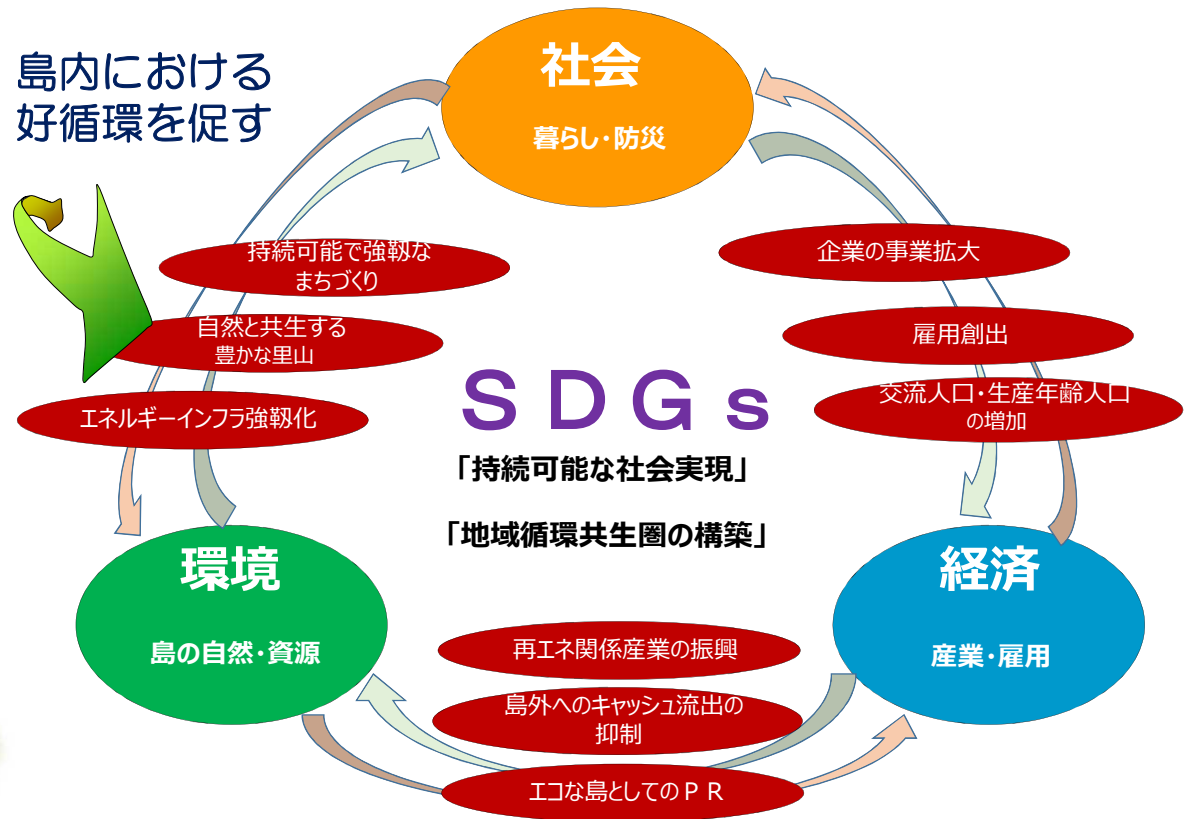 島内における
好循環を促す
社会
暮らし・防災
持続可能で強靱な
まちづくり
自然と共生する
豊かな里山
エネルギーインフラ強靱化
企業の事業拡大
雇用創出
交流人口・生産年齢人口
の増加
SDGs
「持続可能な社会実現」
「地域循環共生圏の構築」
環境
島の自然・資源
経済
産業・雇用
再エネ関係産業の振興
島外へのキャッシュ流出の
抑制
エコな島としてのPR